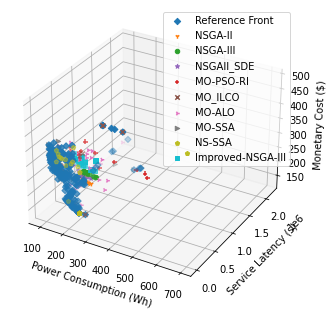 Reference Front
NSGA-II
NSGA-III
NSGAII_SDE
MO-PSO-RI
MO_ILCO
MO-ALO
MO-SSA
NS-SSA
Improved-NSGA-III
500
450
400
350
300
250
200
150
Monetary Cost ($)
100
200
300
400
500
600
700
Power Consumption (Wh)
0.0
0.5
1.0
1.5
2.0
1e6
Service Latency (S)